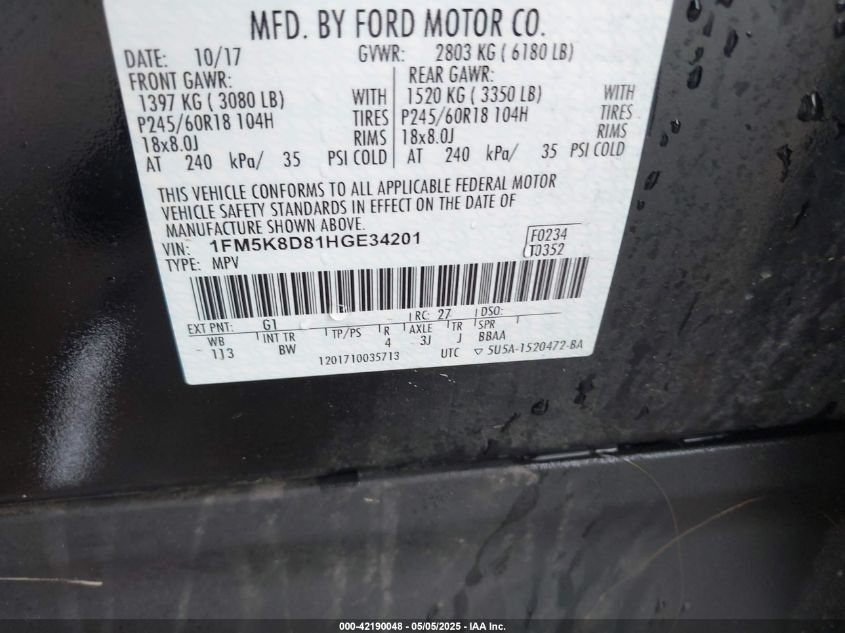 MFD. BY FORD MOTOR CO.
DATE: 10/17 GVWR: 2803 KG ( 6180 LB)
FRONT GAWR: REAR GAWR:
1397 KG ( 3080 LB) WITH 1520 KG ( 3350 LB) WITH
P245/60R18 104H TIRES P245/60R18 104H TIRES
18x8.0J RIMS 18x8.0J RIMS
AT 240 kPa/ 35 PSI COLD AT 240 kPa/ 35 PSI COLD
THIS VEHICLE CONFORMS TO ALL APPLICABLE FEDERAL MOTOR
VEHICLE SAFETY STANDARDS IN EFFECT ON THE DATE OF
MANUFACTURE SHOWN ABOVE.
VIN: 1FM5K8D81HGE34201 F0234
TYPE: MPV T0352
EXT PNT: G1 RC: 27 DSO:
WB INT TR TP/PS R AXLE TR SPR
113 BW 4 3J J BBAA
1201710035713 UTC ▽ 5U5A-1520472-BA
000-42190048 - 05/05/2025 - IAA Inc.